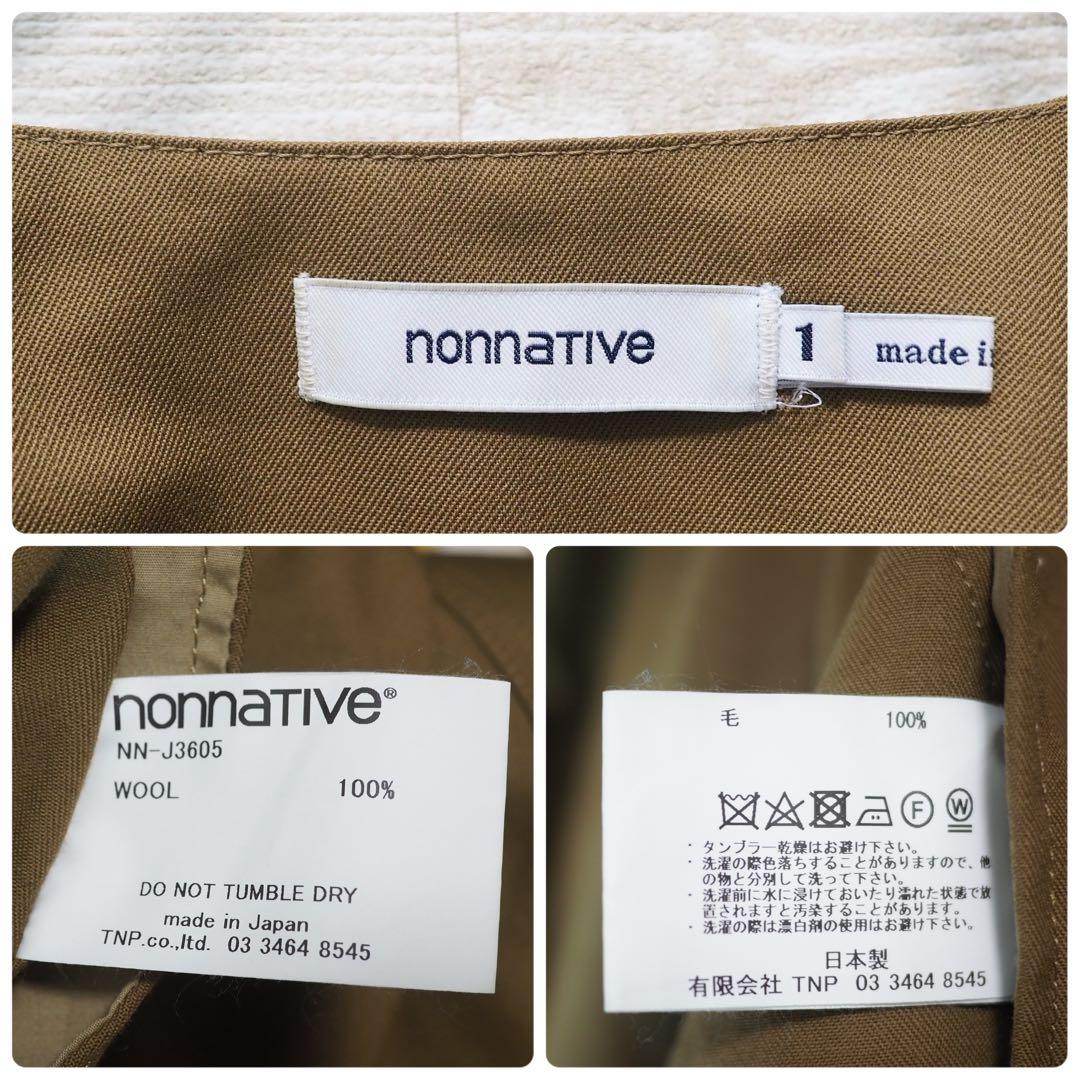 nonnaTIVe
1
made in
nonnaTIVe®
NN-J3605
WOOL 100%
DO NOT TUMBLE DRY
made in Japan
TNP.co.,ltd. 03 3464 8545
毛 100%
F W
・タンブラー乾燥はお避け下さい。
・洗濯の際色落ちすることがありますので、他
の物と分別して洗って下さい。
・洗濯前に水に浸けておいたり濡れた状態で放
置されますと汚染することがあります。
・洗濯の際は漂白剤の使用はお避け下さい。
日本製
有限会社 TNP 03 3464 8545